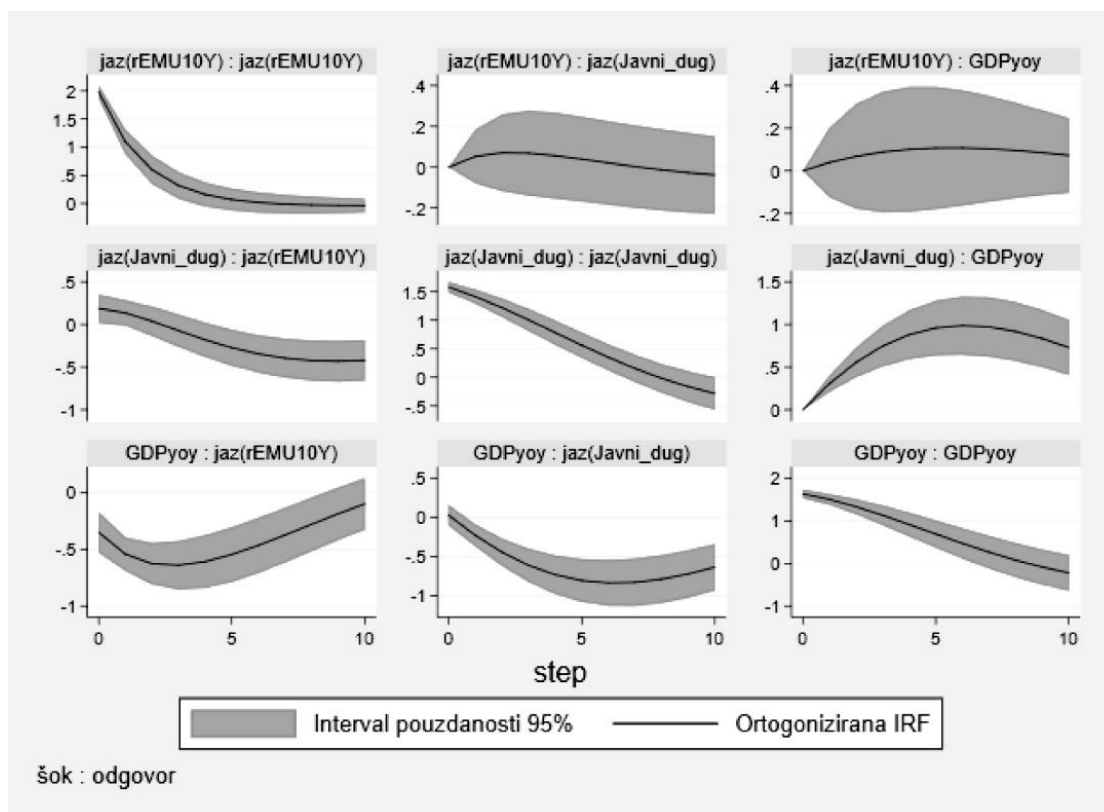 jaz(rEMU10Y) : jaz(rEMU10Y)
jaz(rEMU10Y) : jaz(Javni_dug)
jaz(rEMU10Y) : GDPyoy
2
1.5
1
.5
0
.4
.2
0
-.2
.4
.2
0
-.2
jaz(Javni_dug) : jaz(rEMU10Y)
jaz(Javni_dug) : jaz(Javni_dug)
jaz(Javni_dug) : GDPyoy
.5
0
-.5
-1
1.5
1
.5
0
-.5
1.5
1
.5
0
GDPyoy : jaz(rEMU10Y)
GDPyoy : jaz(Javni_dug)
GDPyoy : GDPyoy
0
-.5
-1
.5
0
-.5
-1
2
1
0
-1
0 5 10
0 5 10
0 5 10
step
Interval pouzdanosti 95%
Ortogonizirana IRF
šok : odgovor